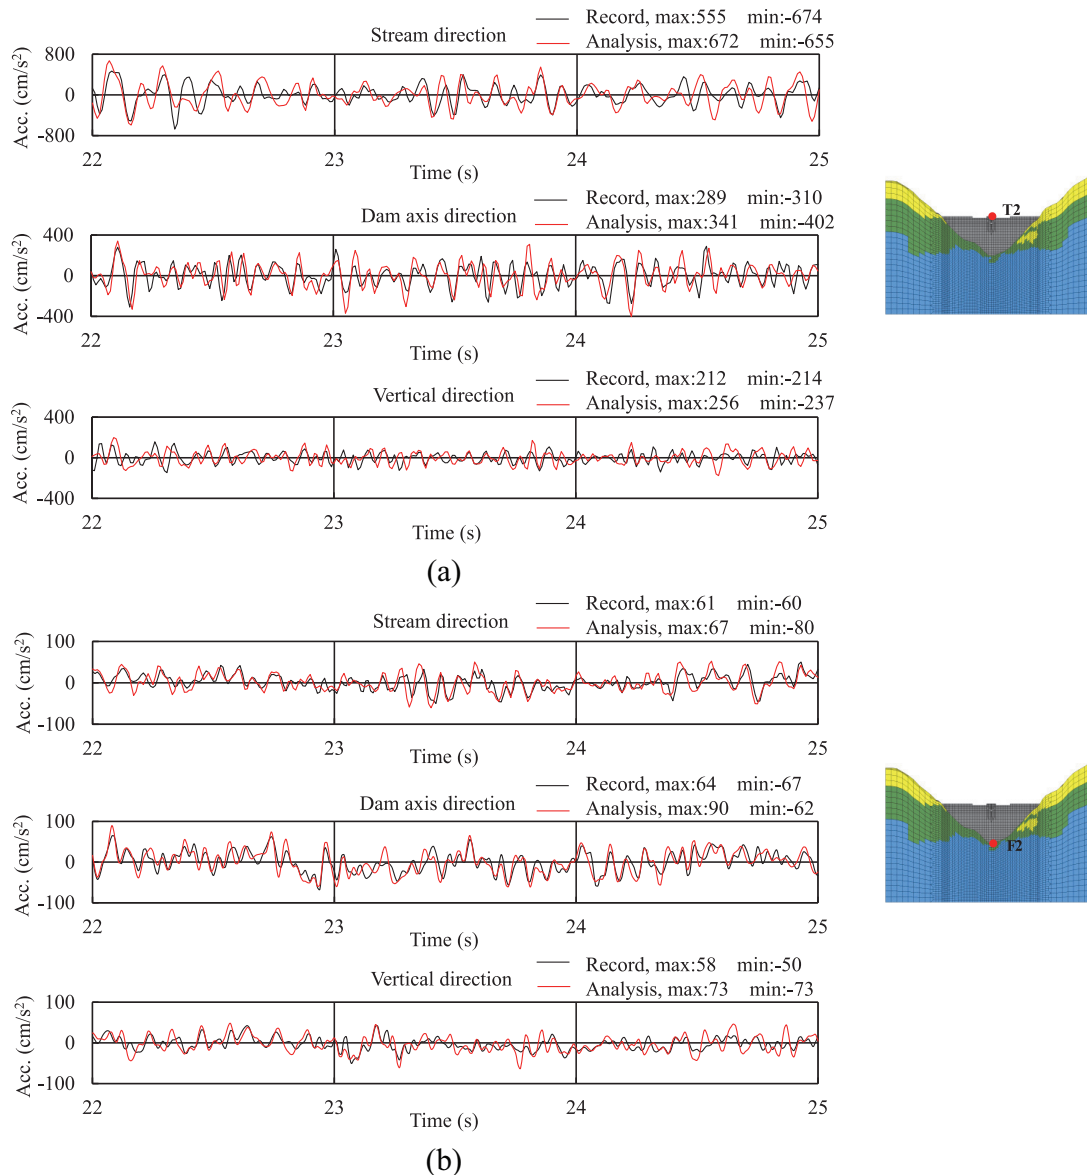 Stream direction
Record, max:555 min:-674
Analysis, max:672 min:-655
Acc. (cm/s²)
800
0
-800
22
23
24
25
Time (s)
Dam axis direction
Record, max:289 min:-310
Analysis, max:341 min:-402
Acc. (cm/s²)
400
0
-400
22
23
24
25
Time (s)
T2
Vertical direction
Record, max:212 min:-214
Analysis, max:256 min:-237
Acc. (cm/s²)
400
0
-400
22
23
24
25
Time (s)
(a)
Stream direction
Record, max:61 min:-60
Analysis, max:67 min:-80
Acc. (cm/s²)
100
0
-100
22
23
24
25
Time (s)
Dam axis direction
Record, max:64 min:-67
Analysis, max:90 min:-62
Acc. (cm/s²)
100
0
-100
22
23
24
25
Time (s)
F2
Vertical direction
Record, max:58 min:-50
Analysis, max:73 min:-73
Acc. (cm/s²)
100
0
-100
22
23
24
25
Time (s)
(b)